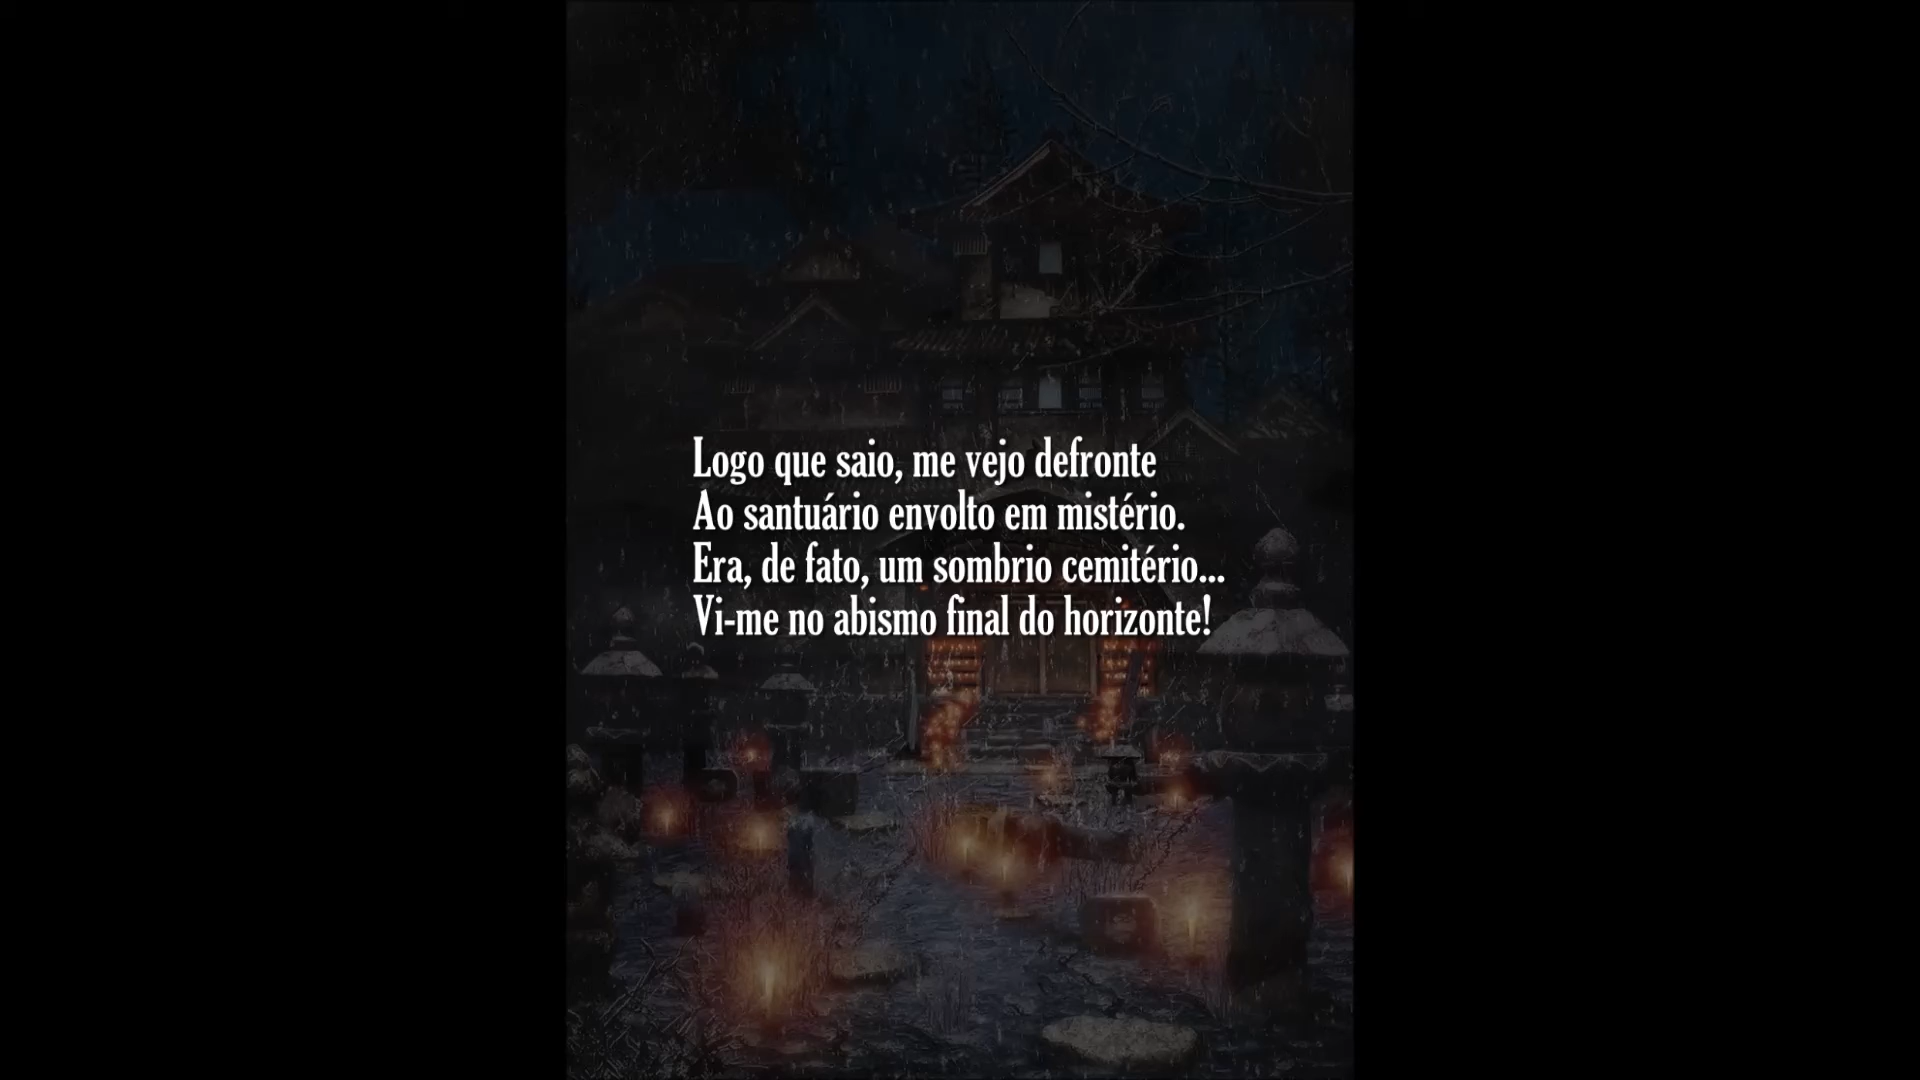 Logo que saio, me vejo defronte
Ao santuário envolto em mistério.
Era, de fato, um sombrio cemitério...
Vi-me no abismo final do horizonte!